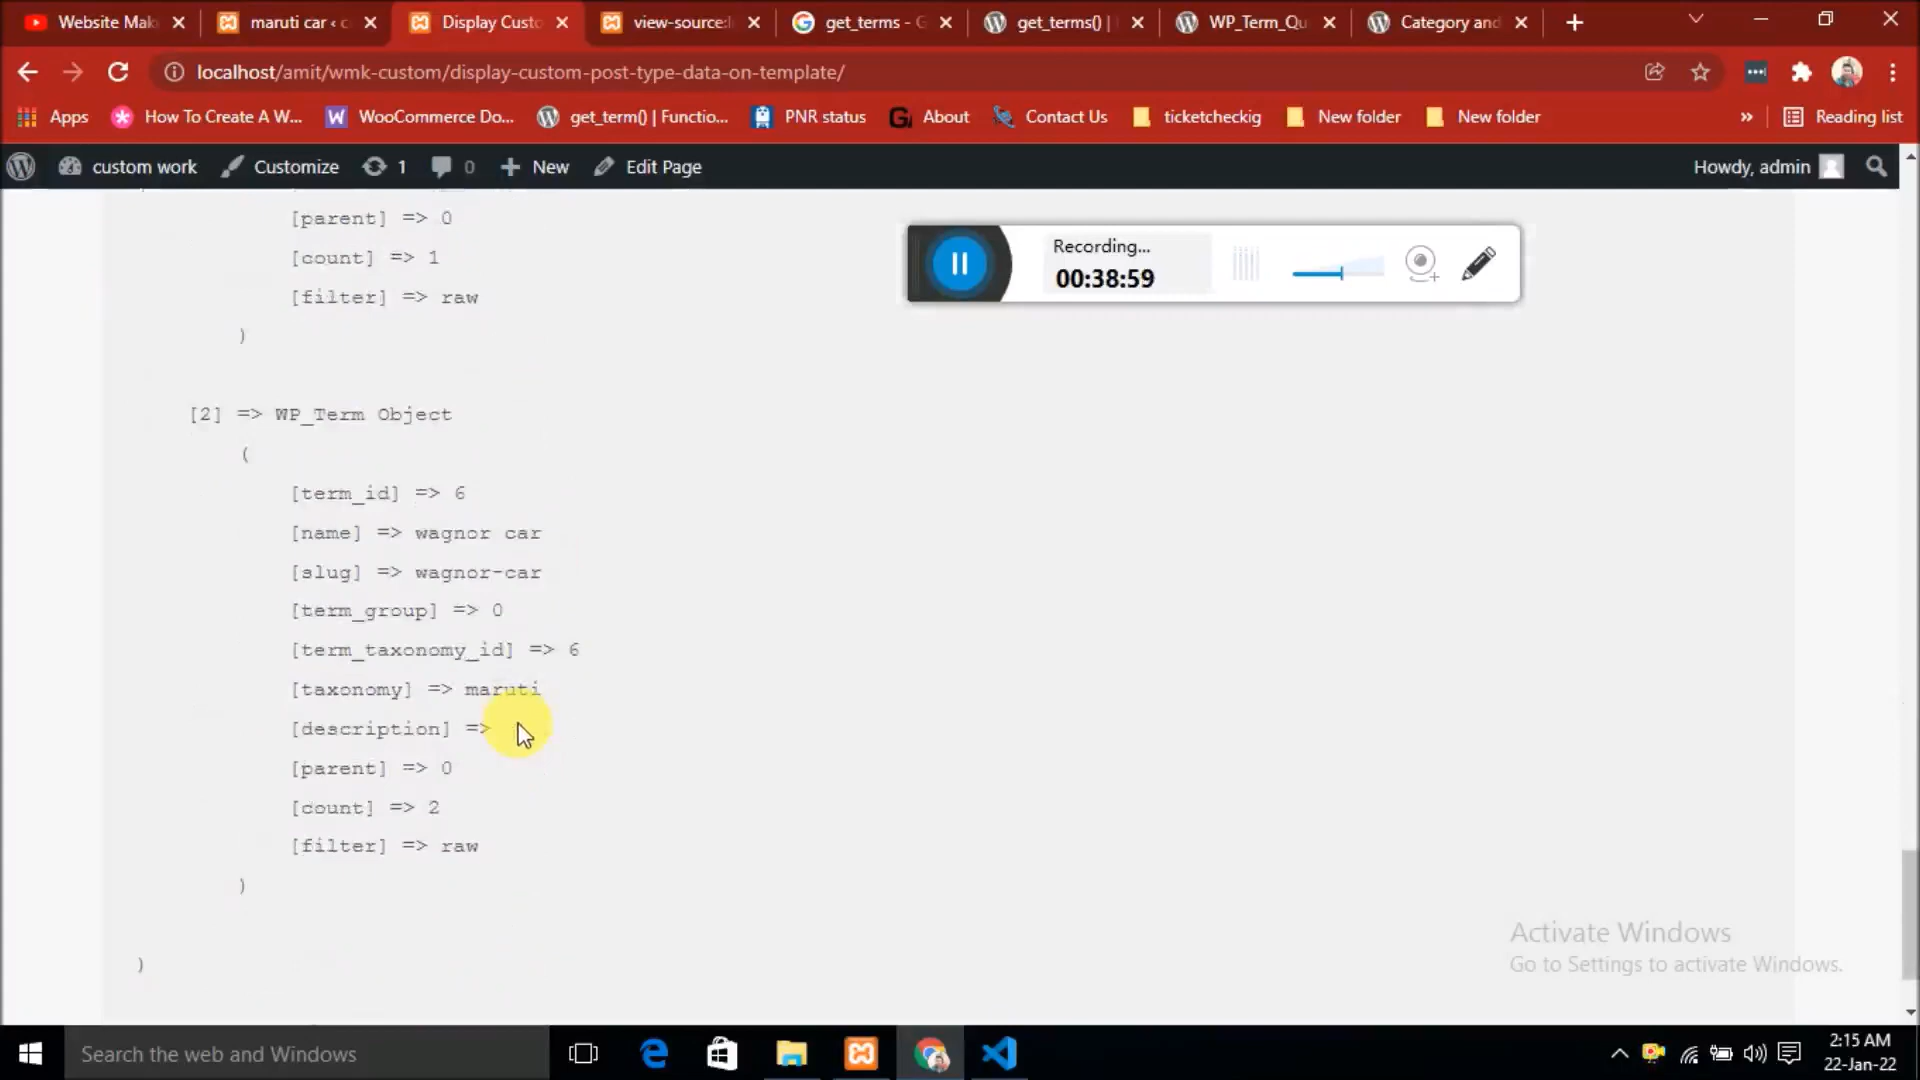 Website Mak
maruti car ‹ c
Display Custo
view-source:l
get_terms - G
get_terms() |
WP_Term_Qu
Category and
localhost/amit/wmk-custom/display-custom-post-type-data-on-template/
Apps
How To Create A W...
WooCommerce Do...
get_term() | Functio...
PNR status
About
Contact Us
ticketcheckig
New folder
New folder
»
Reading list
custom work
Customize
1
0
New
Edit Page
Howdy, admin
[parent] => 0
[count] => 1
[filter] => raw
)
Recording...
00:38:59
[2] => WP_Term Object
(
[term_id] => 6
[name] => wagnor car
[slug] => wagnor-car
[term_group] => 0
[term_taxonomy_id] => 6
[taxonomy] => maruti
[description] =>
[parent] => 0
[count] => 2
[filter] => raw
)
)
Activate Windows
Go to Settings to activate Windows.
Search the web and Windows
2:15 AM
22-Jan-22